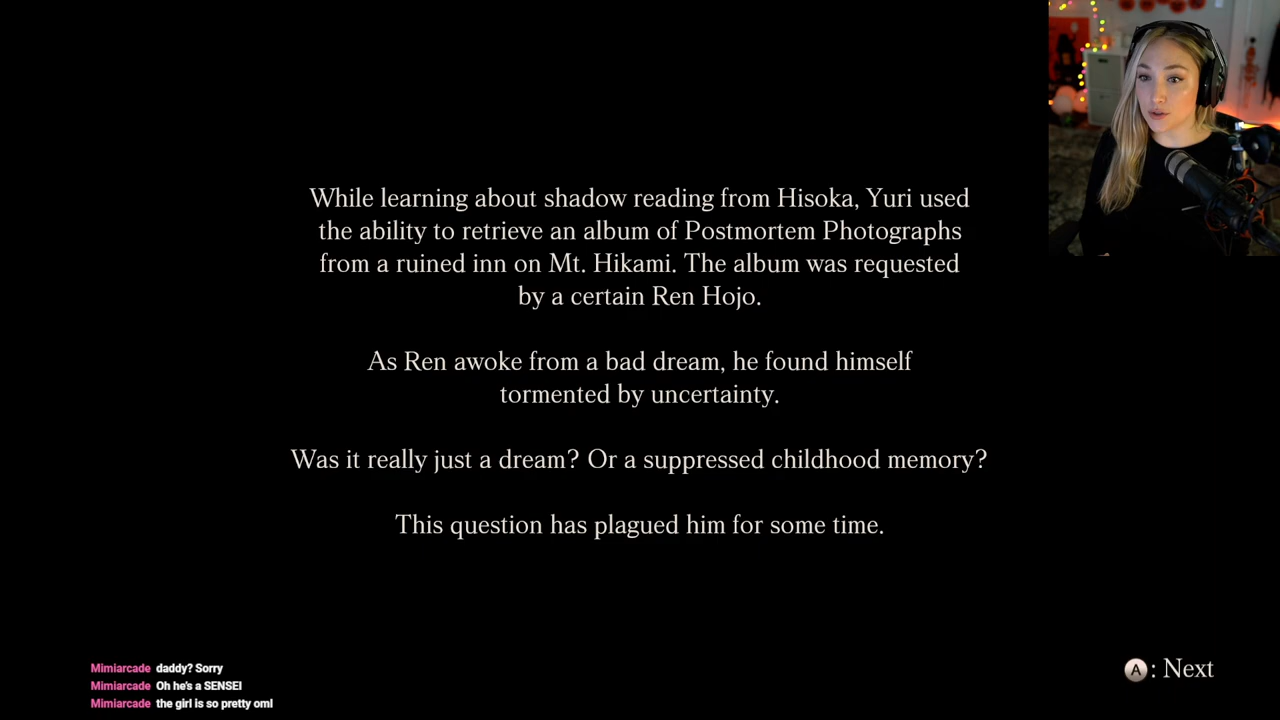 While learning about shadow reading from Hisoka, Yuri used
the ability to retrieve an album of Postmortem Photographs
from a ruined inn on Mt. Hikami. The album was requested
by a certain Ren Hojo.
As Ren awoke from a bad dream, he found himself
tormented by uncertainty.
Was it really just a dream? Or a suppressed childhood memory?
This question has plagued him for some time.
Mimiarcade daddy? Sorry
Mimiarcade Oh he's a SENSEI
Mimiarcade the girl is so pretty oml
A : Next